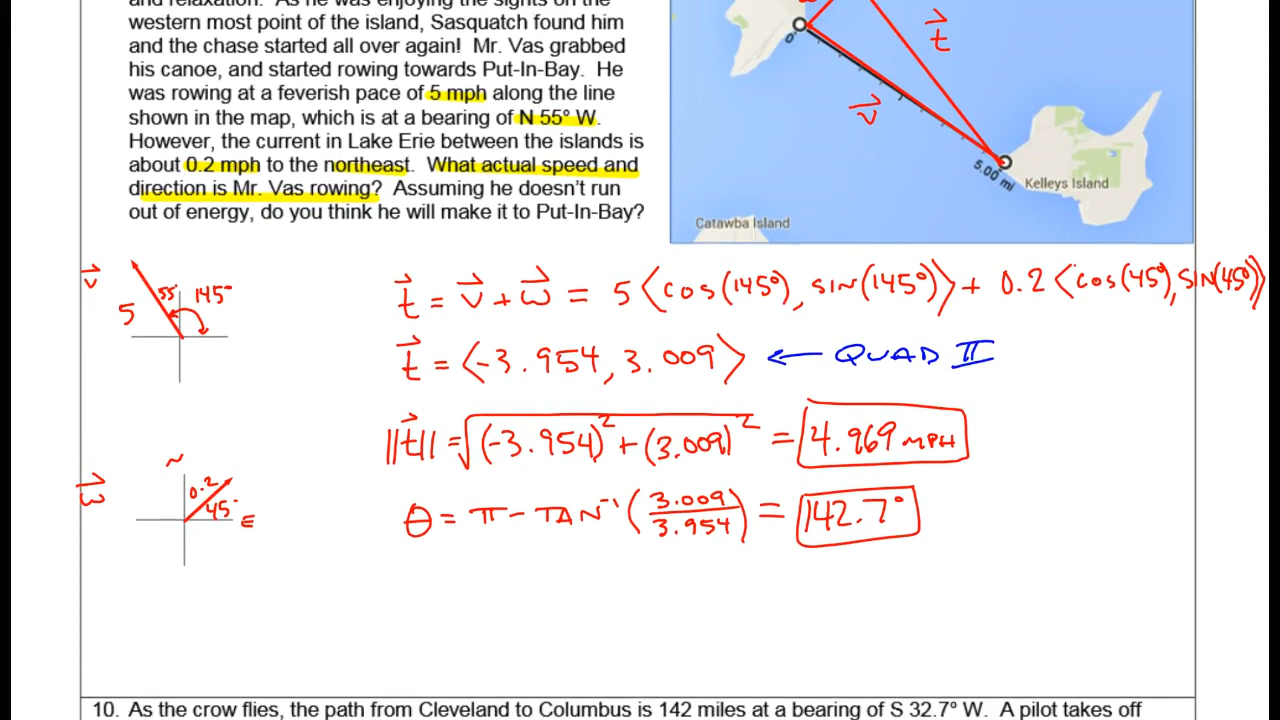 and relaxation. As he was enjoying the sights on the
western most point of the island, Sasquatch found him
and the chase started all over again! Mr. Vas grabbed
his canoe, and started rowing towards Put-In-Bay. He
was rowing at a feverish pace of 5 mph along the line
shown in the map, which is at a bearing of N 55° W.
However, the current in Lake Erie between the islands is
about 0.2 mph to the northeast. What actual speed and
direction is Mr. Vas rowing? Assuming he doesn't run
out of energy, do you think he will make it to Put-In-Bay?
0
t⃗
v⃗
5.00 mi
Kelleys Island
Catawba Island
v⃗
5
55°
145°
t⃗ = v⃗ + w⃗ = 5⟨cos(145°), sin(145°)⟩ + 0.2⟨cos(45°), sin(45°)⟩
t⃗ = ⟨-3.954, 3.009⟩ ← QUAD II
||t⃗|| = √(-3.954)² + (3.009)² = 4.969 MPH
w⃗
N
0.2
45°
E
θ = π - TAN⁻¹(3.009/3.954) = 142.7°
10. As the crow flies, the path from Cleveland to Columbus is 142 miles at a bearing of S 32.7° W. A pilot takes off